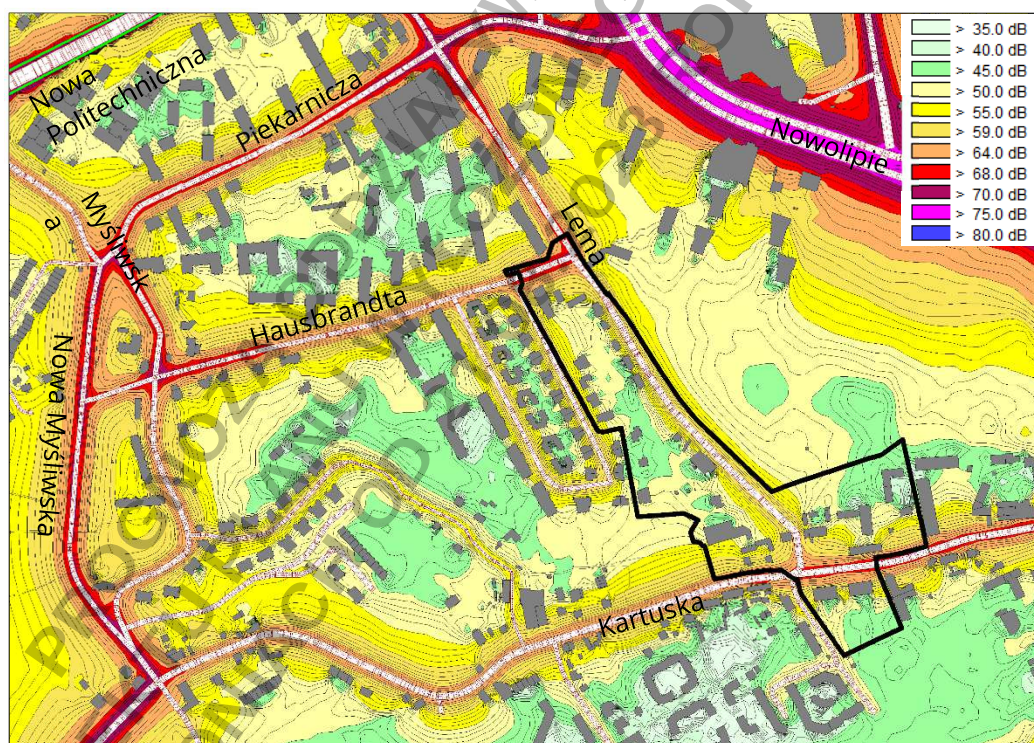 > 35.0 dB
> 40.0 dB
> 45.0 dB
> 50.0 dB
> 55.0 dB
> 59.0 dB
> 64.0 dB
> 68.0 dB
> 70.0 dB
> 75.0 dB
> 80.0 dB
Nowa
Politechniczna
Piekarnicza
Nowolipie
Myśliwsk
a
Lema
Hausbrandta
Nowa Myśliwska
Kartuska